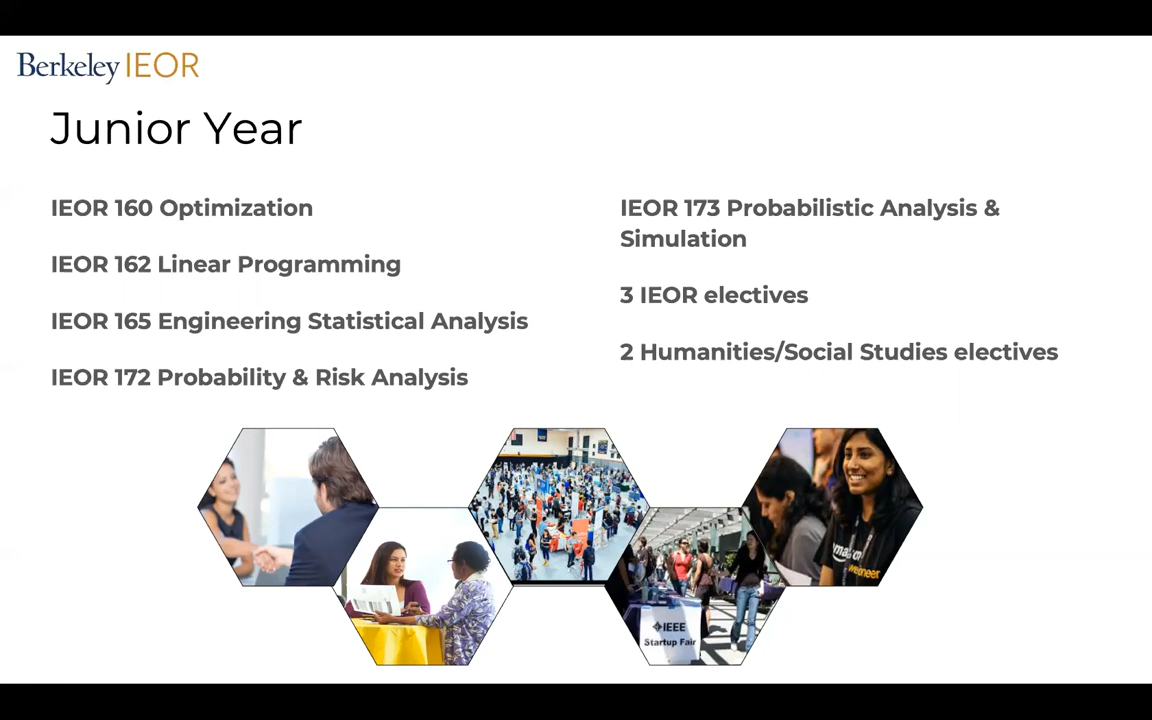 Berkeley IEOR
Junior Year
IEOR 160 Optimization
IEOR 162 Linear Programming
IEOR 165 Engineering Statistical Analysis
IEOR 172 Probability & Risk Analysis
IEOR 173 Probabilistic Analysis &
Simulation
3 IEOR electives
2 Humanities/Social Studies electives
IEEE
Startup Fair